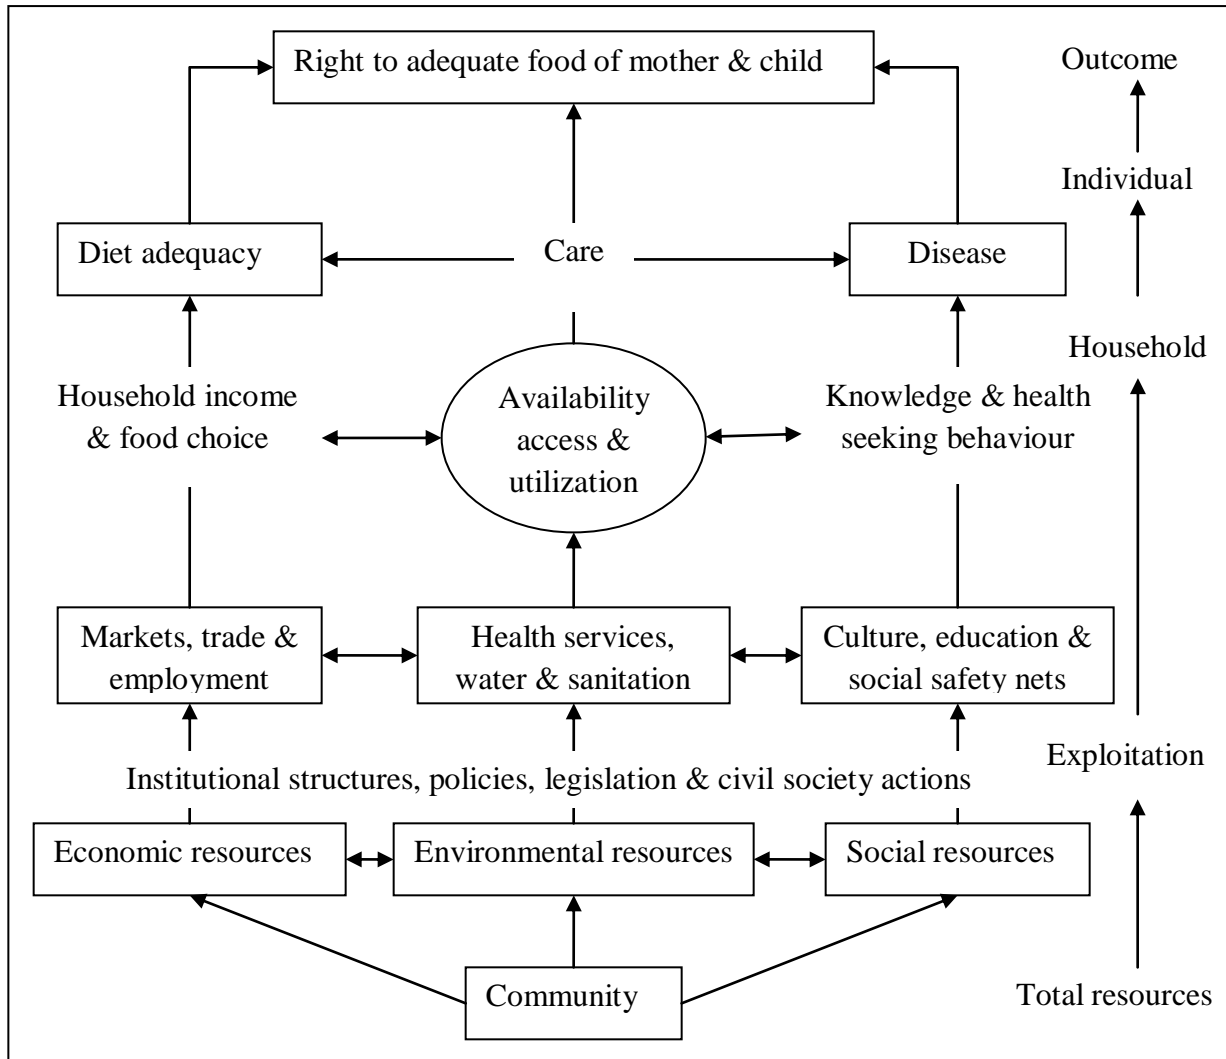 Right to adequate food of mother & child
Outcome
Individual
Diet adequacy
Care
Disease
Household
Household income
& food choice
Availability
access &
utilization
Knowledge & health
seeking behaviour
Markets, trade &
employment
Health services,
water & sanitation
Culture, education &
social safety nets
Exploitation
Institutional structures, policies, legislation & civil society actions
Economic resources
Environmental resources
Social resources
Community
Total resources